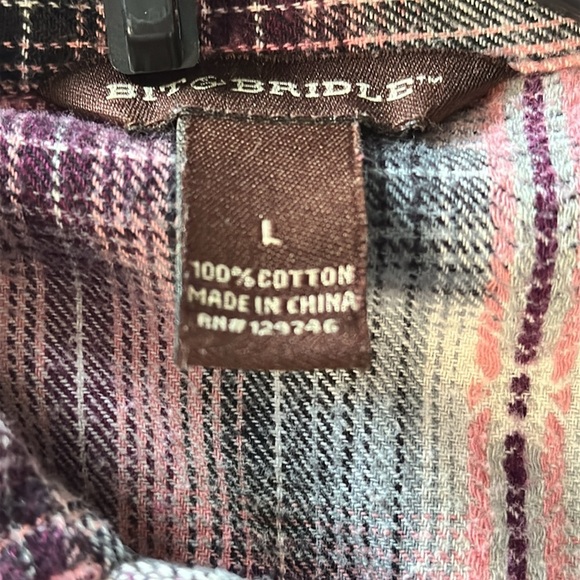 BIT&BRIDLE™
L
100% COTTON
MADE IN CHINA
RN# 129746